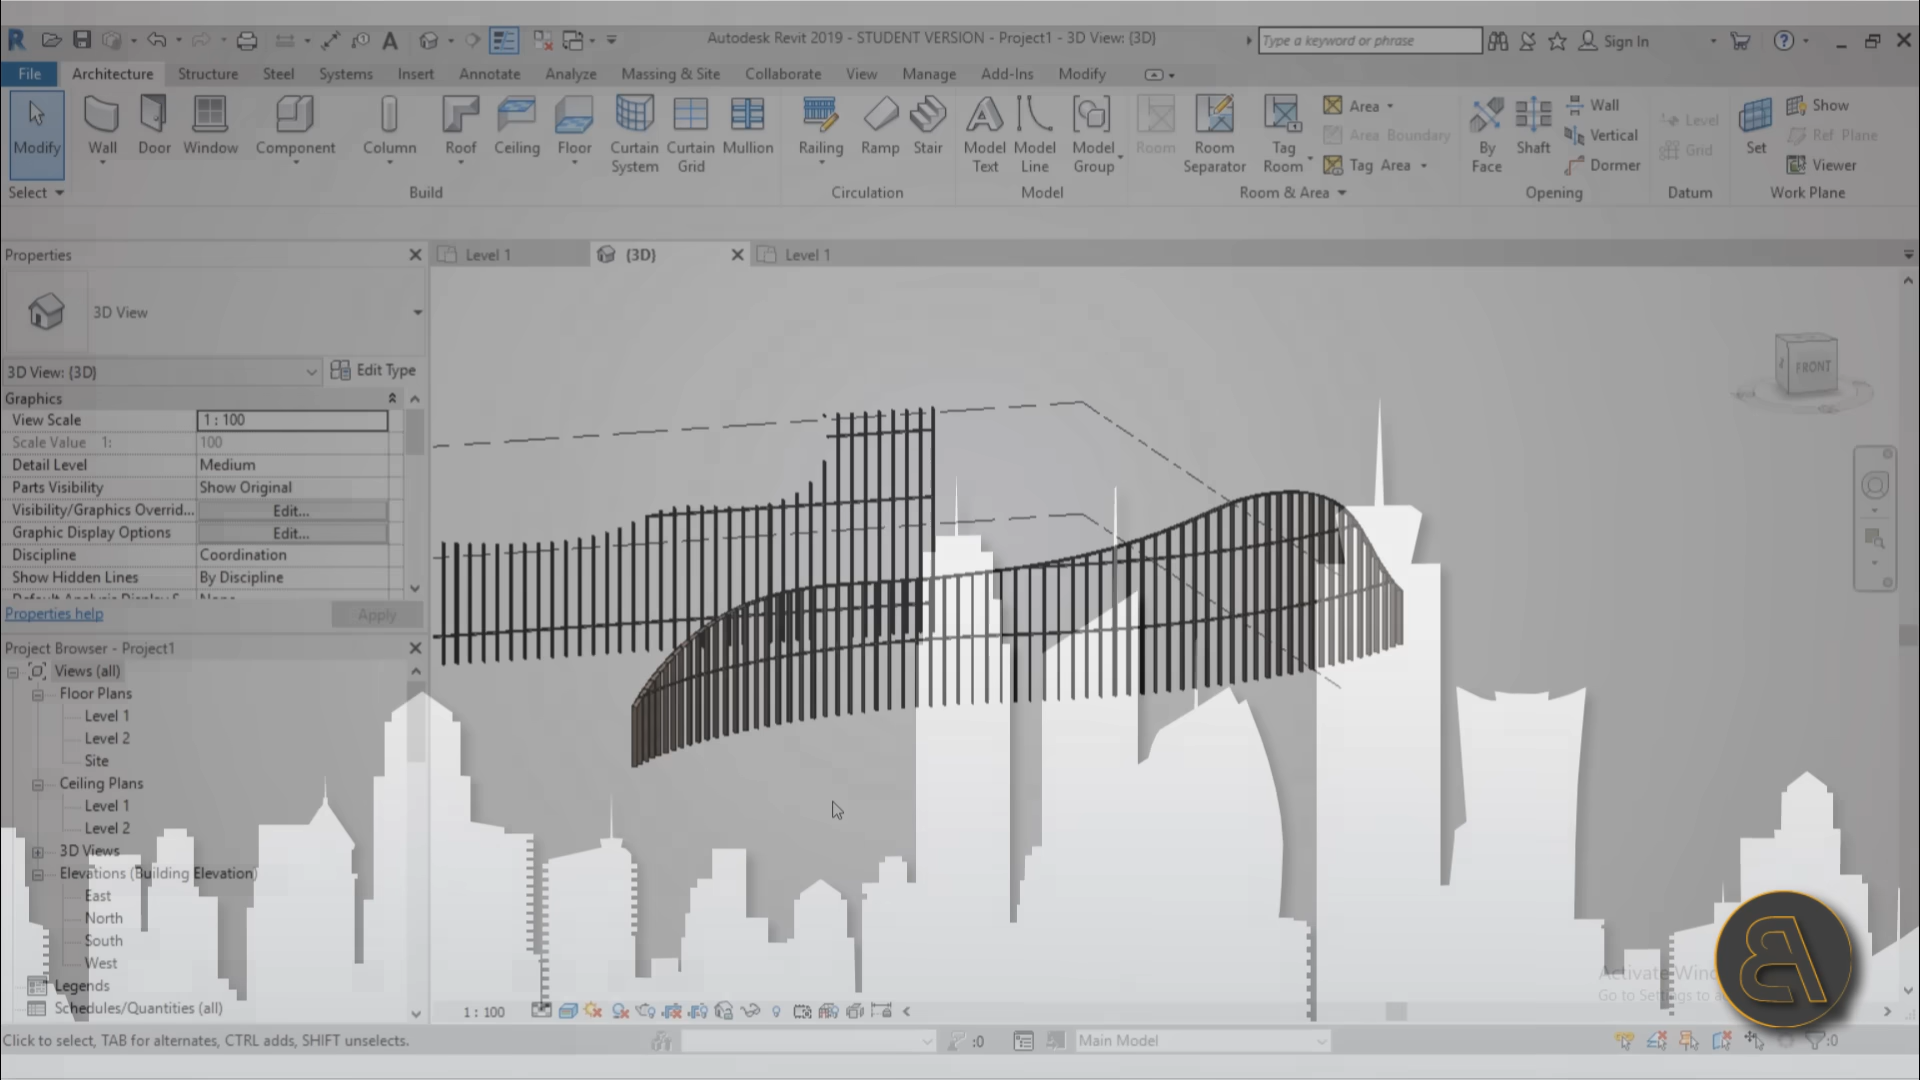 Autodesk Revit 2019 - STUDENT VERSION - Project1 - 3D View: {3D}
Type a keyword or phrase
Sign In
File Architecture Structure Steel Systems Insert Annotate Analyze Massing & Site Collaborate View Manage Add-Ins Modify
Modify
Wall
Door
Window
Component
Column
Roof
Ceiling
Floor
Curtain System
Curtain Grid
Mullion
Railing
Ramp
Stair
Model Text
Model Line
Model Group
Room
Room Separator
Tag Room
Area
Area Boundary
Tag Area
By Face
Shaft
Wall
Vertical
Dormer
Level
Grid
Set
Show
Ref Plane
Viewer
Select
Build
Circulation
Model
Room & Area
Opening
Datum
Work Plane
Properties
Level 1
{3D}
Level 1
3D View
3D View: {3D}
Edit Type
Graphics
View Scale 1 : 100
Scale Value 1: 100
Detail Level Medium
Parts Visibility Show Original
Visibility/Graphics Overrid... Edit...
Graphic Display Options Edit...
Discipline Coordination
Show Hidden Lines By Discipline
Properties help
Apply
FRONT
Project Browser - Project1
Views (all)
Floor Plans
Level 1
Level 2
Site
Ceiling Plans
Level 1
Level 2
3D Views
Elevations (Building Elevation)
East
North
South
West
Legends
Schedules/Quantities (all)
1 : 100
Activate
Go to Settings to
Click to select, TAB for alternates, CTRL adds, SHIFT unselects.
:0
Main Model
:0